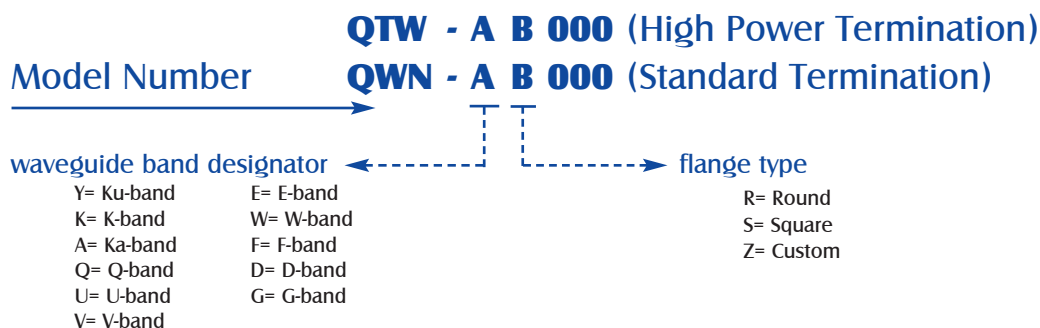 QTW - A B 000 (High Power Termination)
Model Number QWN - A B 000 (Standard Termination)
waveguide band designator flange type
Y= Ku-band E= E-band
K= K-band W= W-band
A= Ka-band F= F-band
Q= Q-band D= D-band
U= U-band G= G-band
V= V-band
R= Round
S= Square
Z= Custom